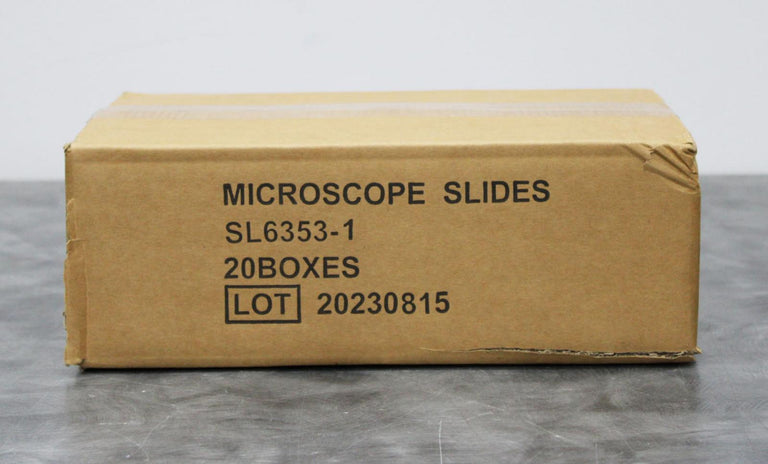 MICROSCOPE SLIDES
SL6353-1
20BOXES
LOT 20230815